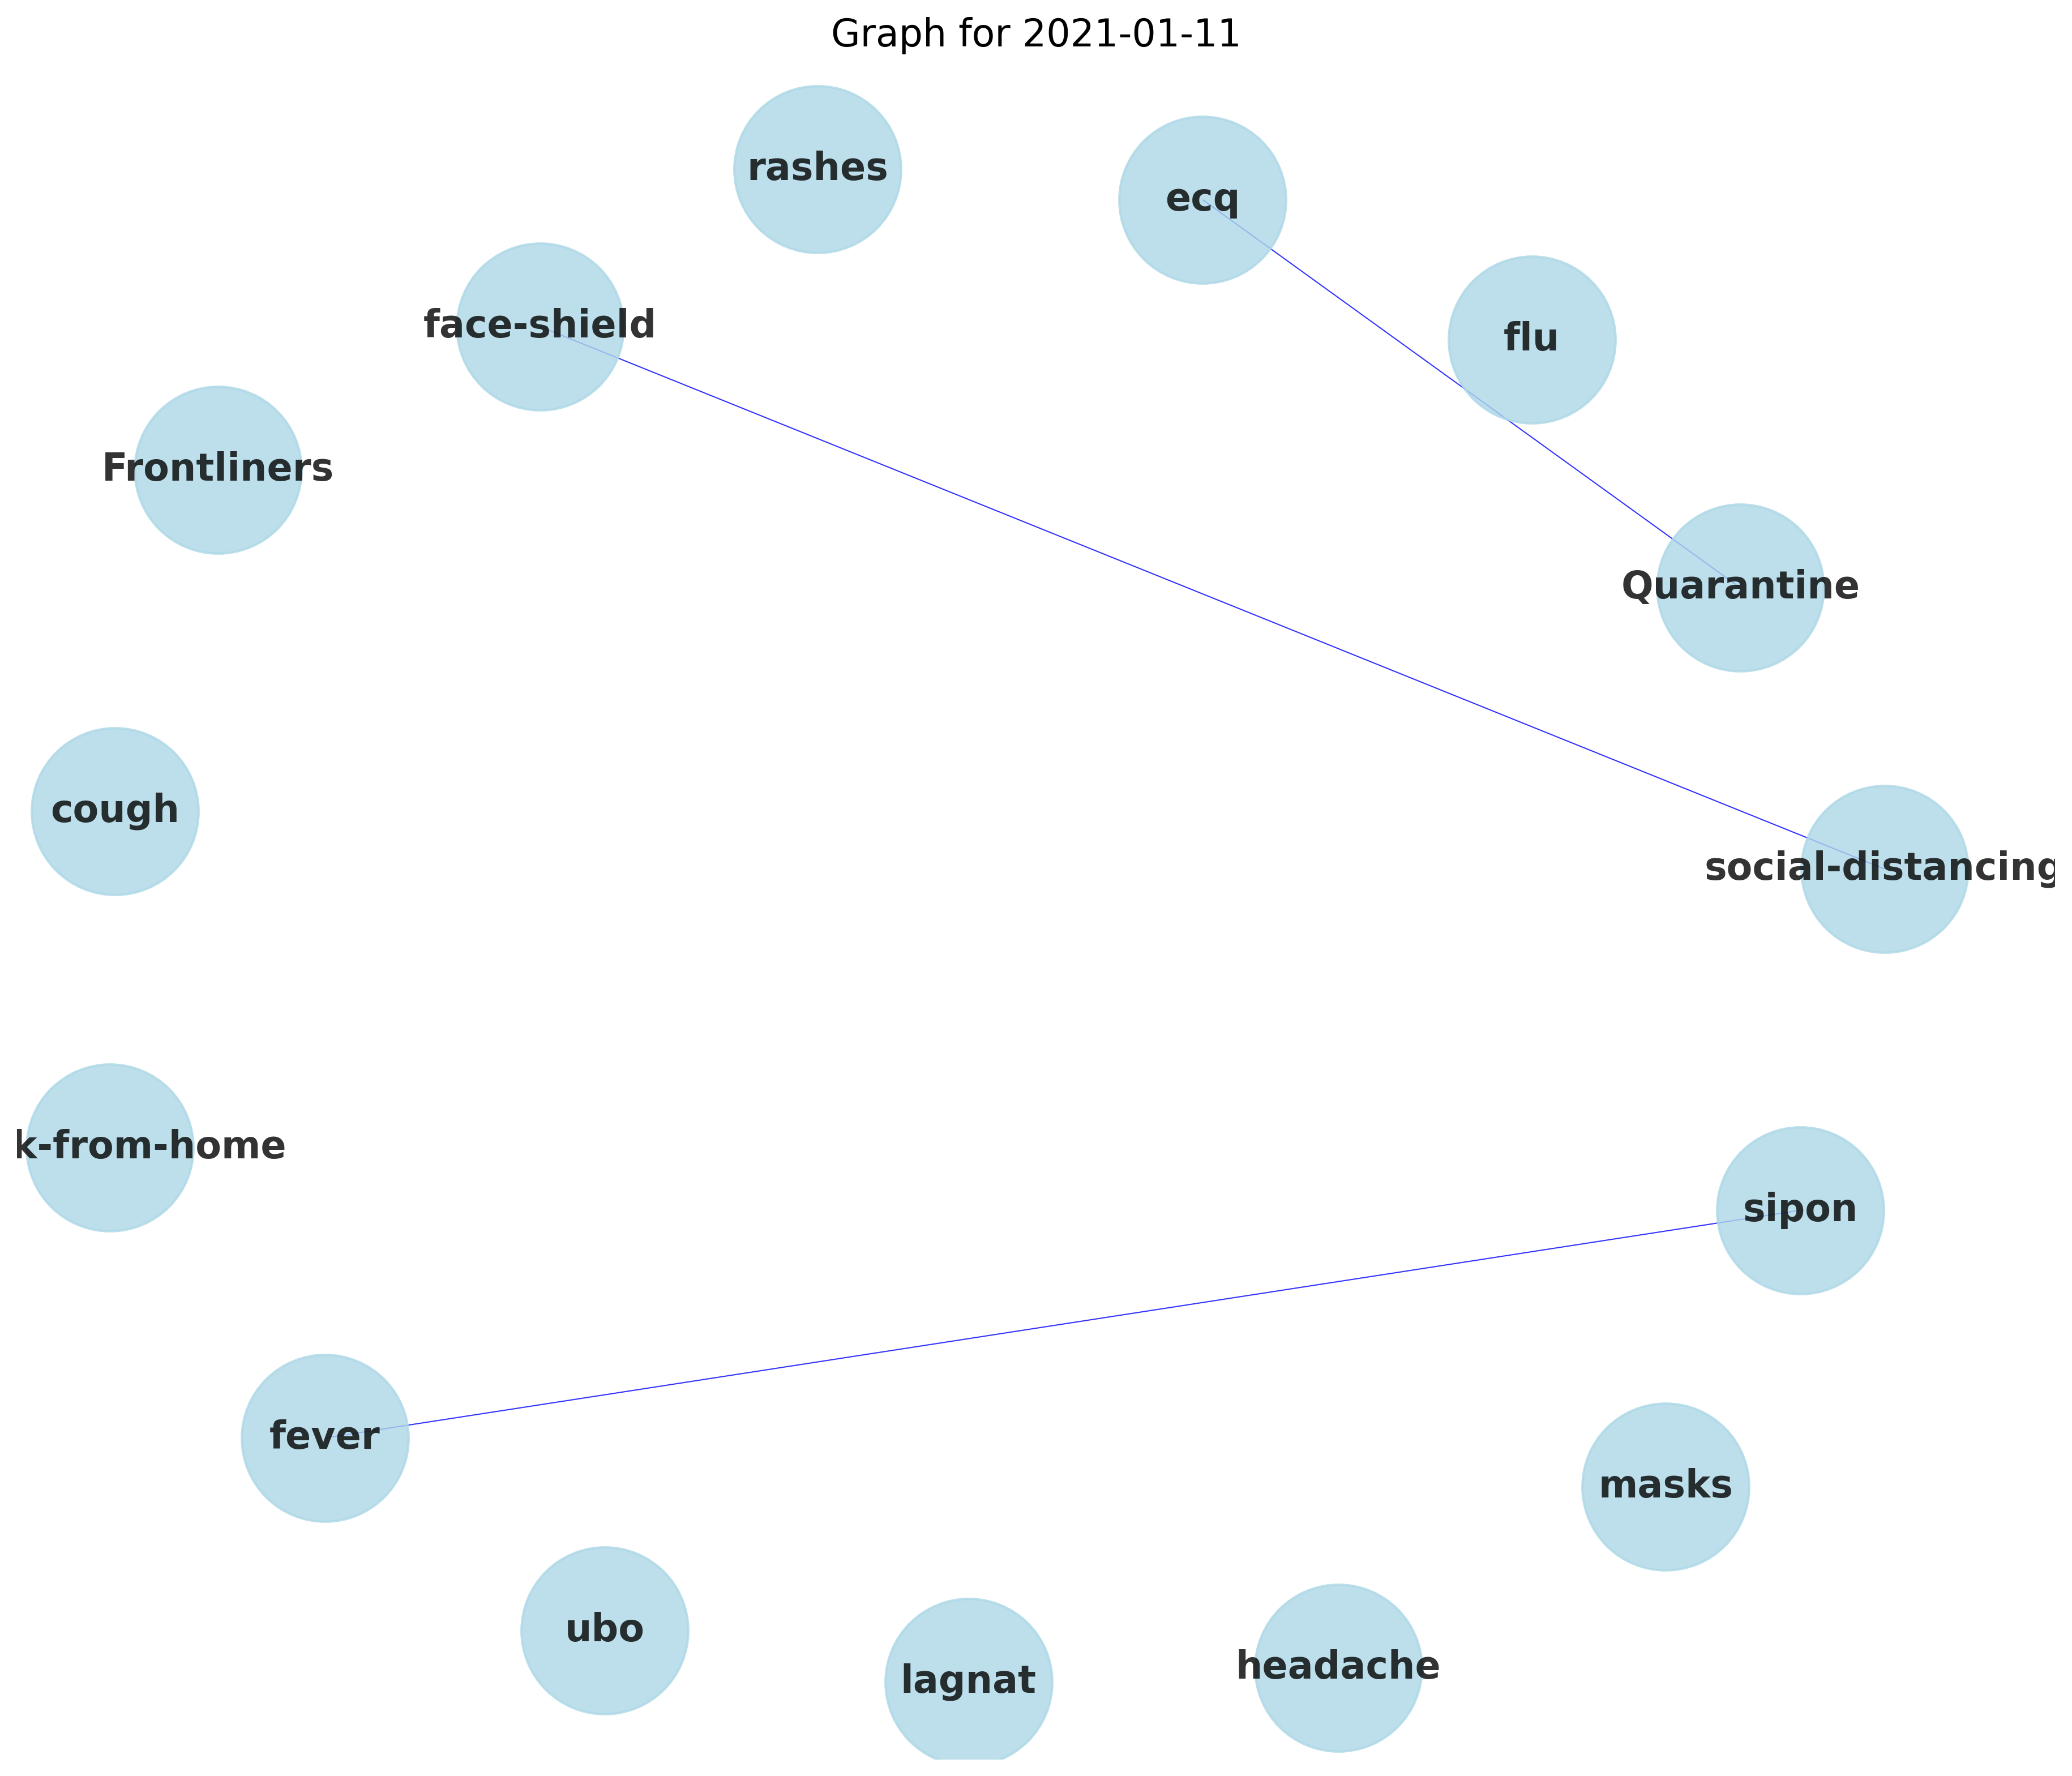 Graph for 2021-01-11
rashes
ecq
face-shield
flu
Frontliners
Quarantine
cough
social-distancing
k-from-home
sipon
fever
masks
ubo
headache
lagnat